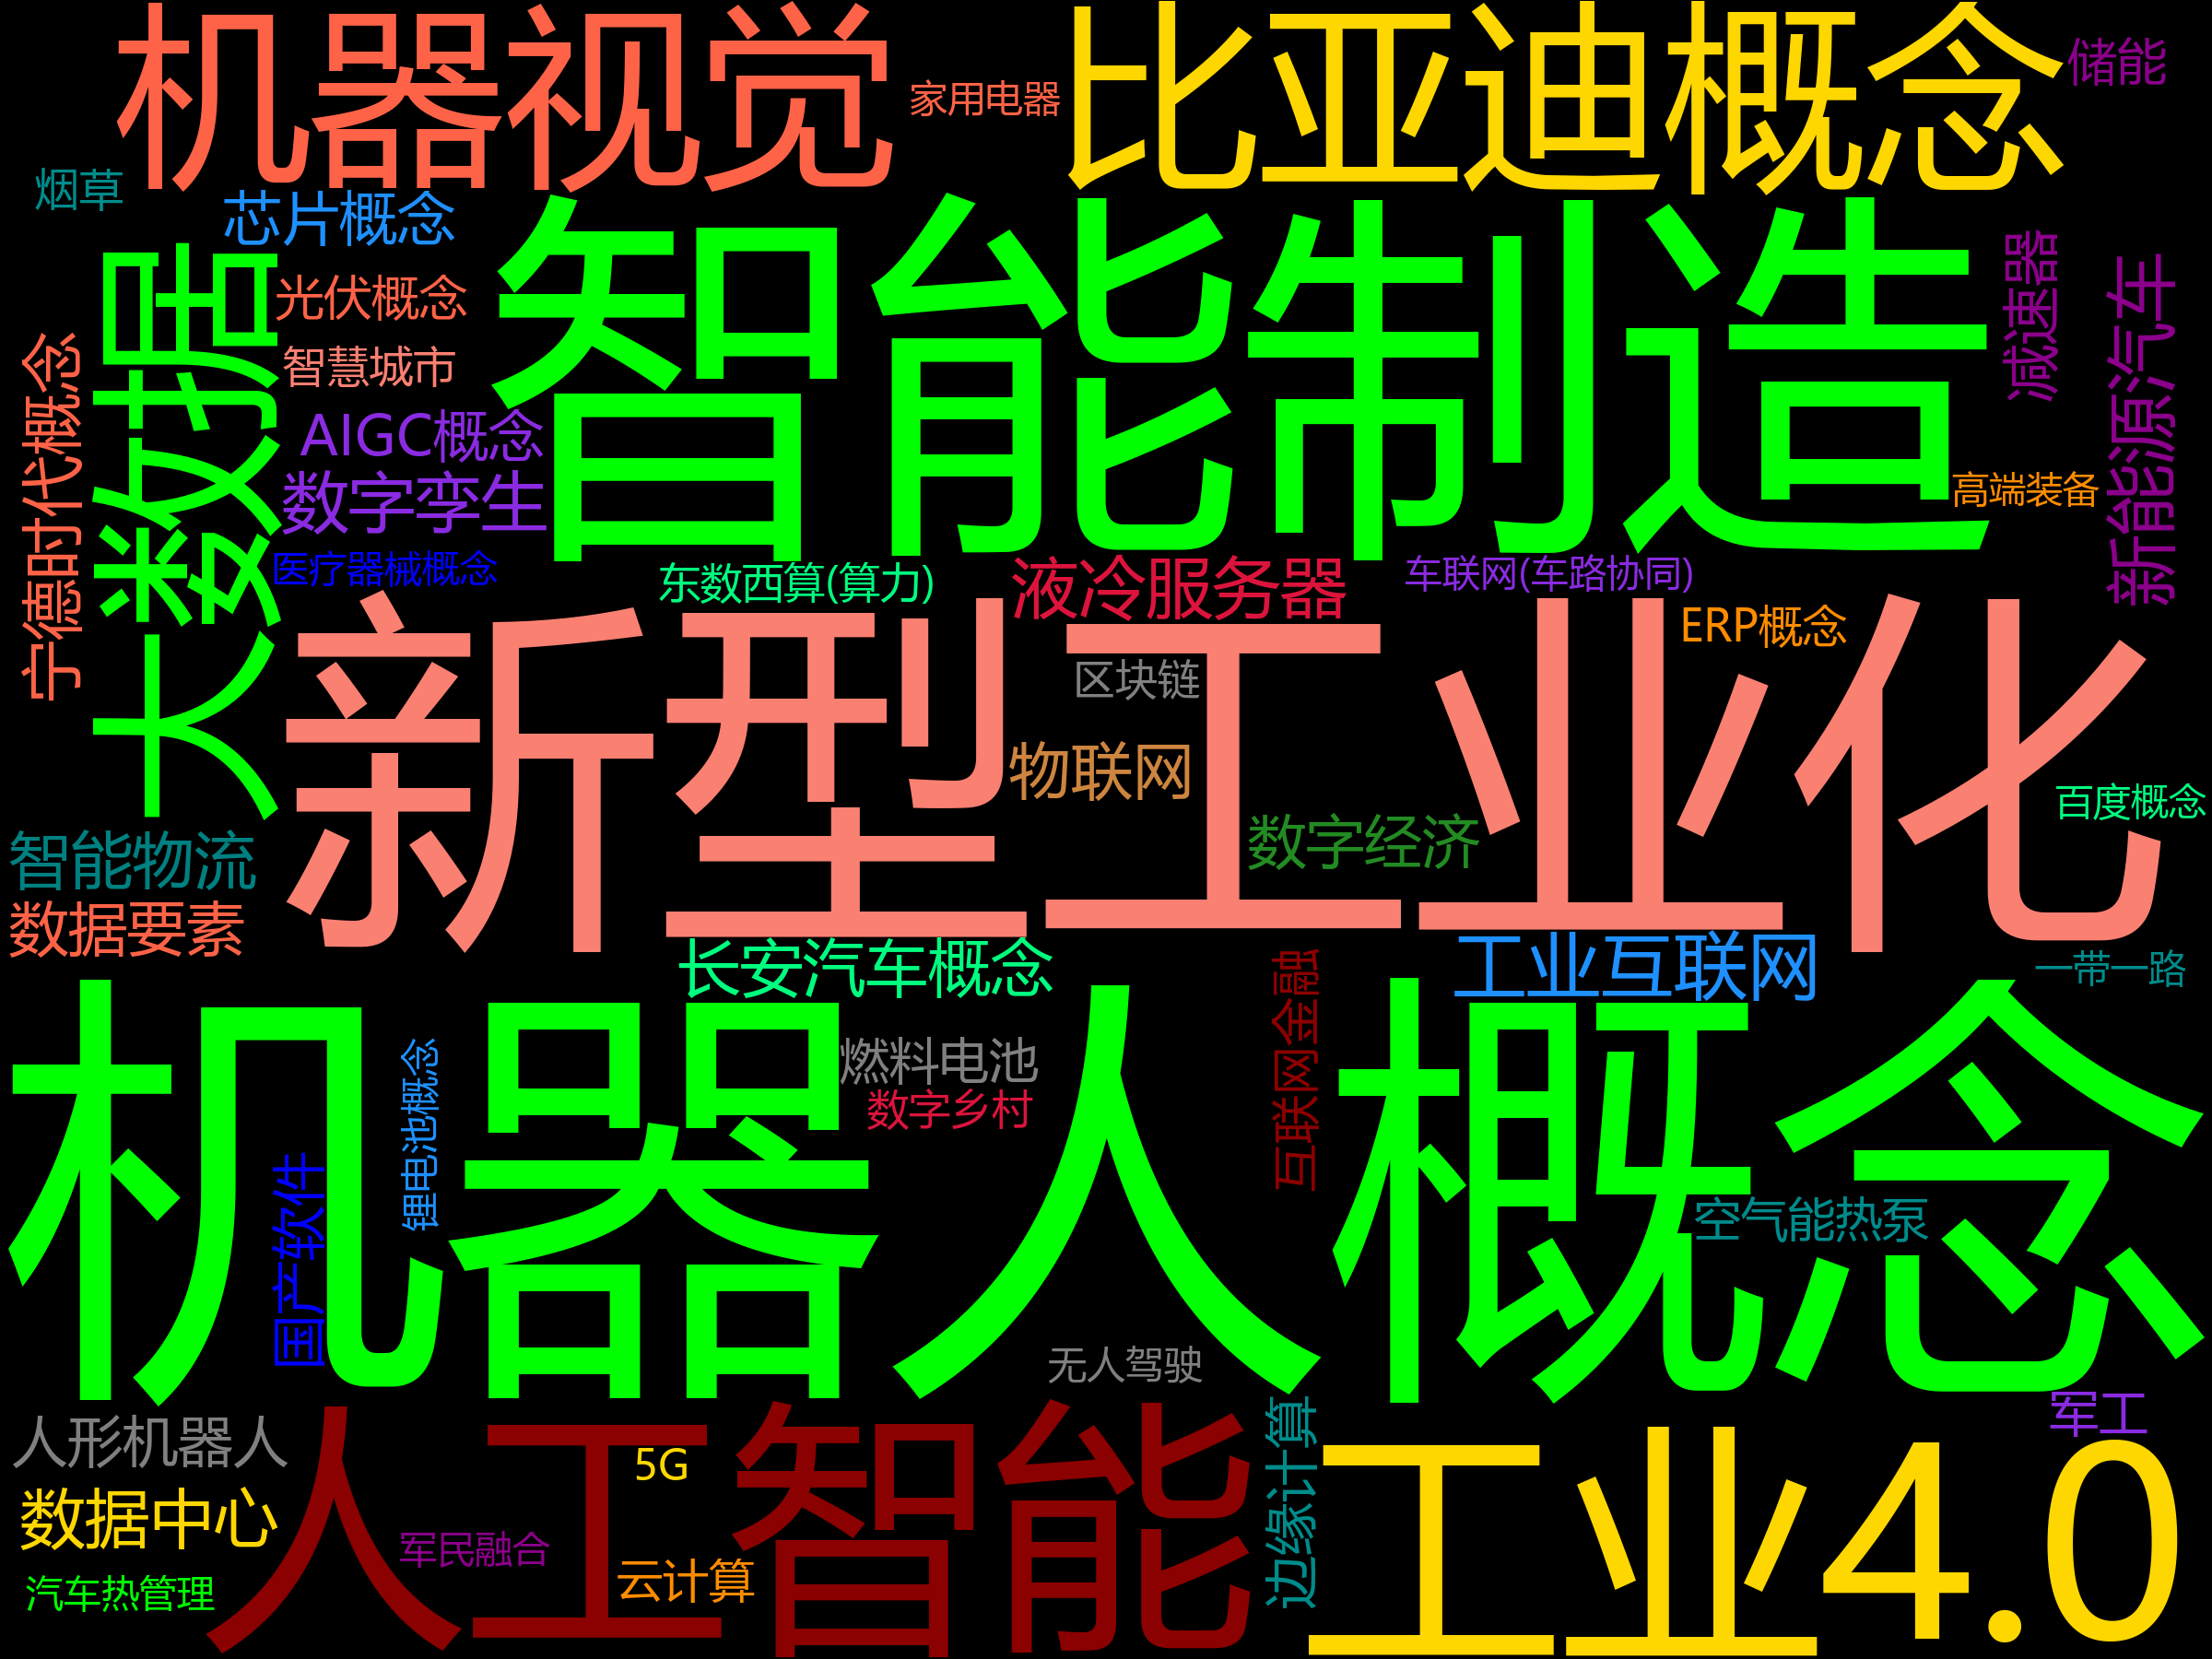 机器视觉
家用电器
比亚迪概念
储能
烟草
芯片概念
智能制造
减速器
新能源汽车
大数据
光伏概念
智慧城市
宁德时代概念
AIGC概念
数字孪生
高端装备
医疗器械概念
东数西算(算力)
液冷服务器
车联网(车路协同)
新型工业化
ERP概念
区块链
物联网
百度概念
数字经济
智能物流
数据要素
长安汽车概念
工业互联网
一带一路
互联网金融
机器人概念
燃料电池
锂电池概念
数字乡村
国产软件
空气能热泵
无人驾驶
军工
人形机器人
人工智能
边缘计算
工业4.0
5G
数据中心
军民融合
云计算
汽车热管理